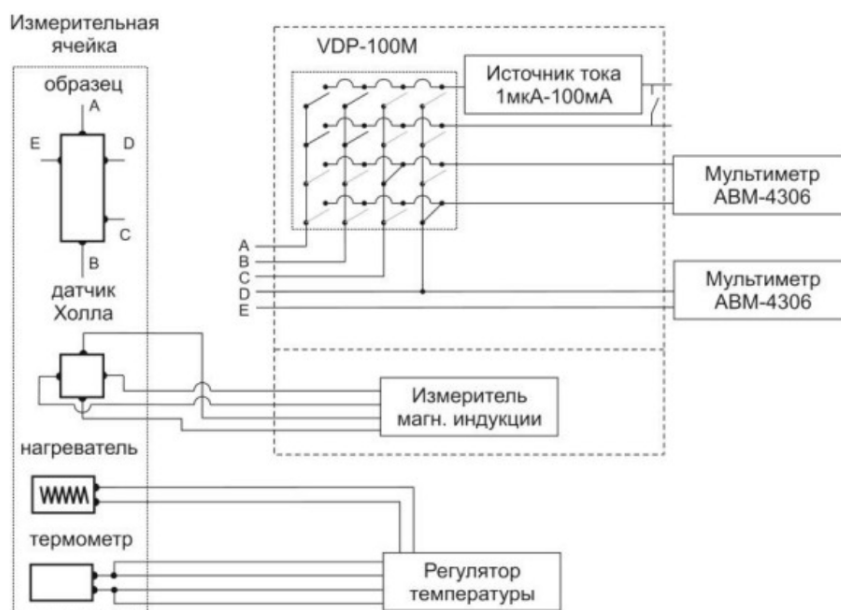 Измерительная
ячейка
образец
A
E
D
C
B
датчик
Холла
нагреватель
термометр
VDP-100M
Источник тока
1мкА-100мА
A
B
C
D
E
Мультиметр
АВМ-4306
Мультиметр
АВМ-4306
Измеритель
магн. индукции
Регулятор
температуры